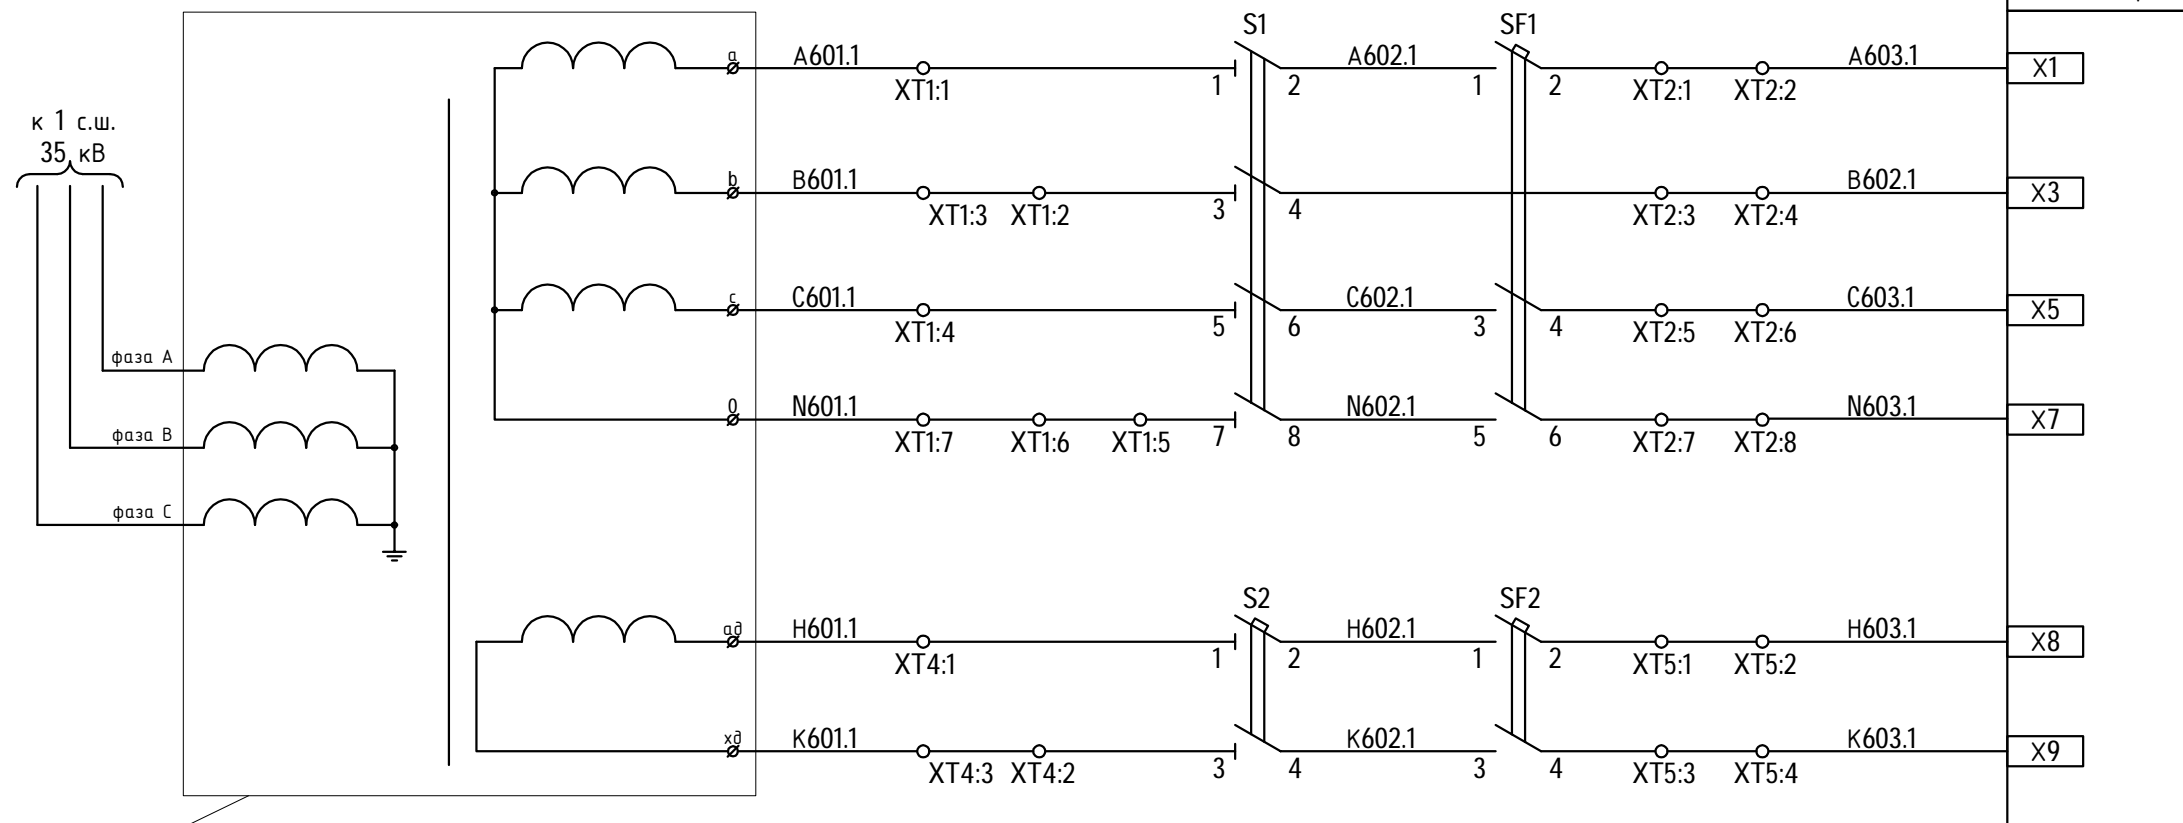 S1 SF1
a A601.1 A602.1 A603.1 X1
XT1:1 1 2 1 2 XT2:1 XT2:2
к 1 с.ш.
35 кВ
b B601.1 B602.1 X3
XT1:3 XT1:2 3 4 XT2:3 XT2:4
c C601.1 C602.1 C603.1 X5
XT1:4 5 6 3 4 XT2:5 XT2:6
фаза А
0 N601.1 N602.1 N603.1 X7
фаза В
XT1:7 XT1:6 XT1:5 7 8 5 6 XT2:7 XT2:8
фаза С
S2 SF2
aд H601.1 H602.1 H603.1 X8
XT4:1 1 2 1 2 XT5:1 XT5:2
xд K601.1 K602.1 K603.1 X9
XT4:3 XT4:2 3 4 3 4 XT5:3 XT5:4